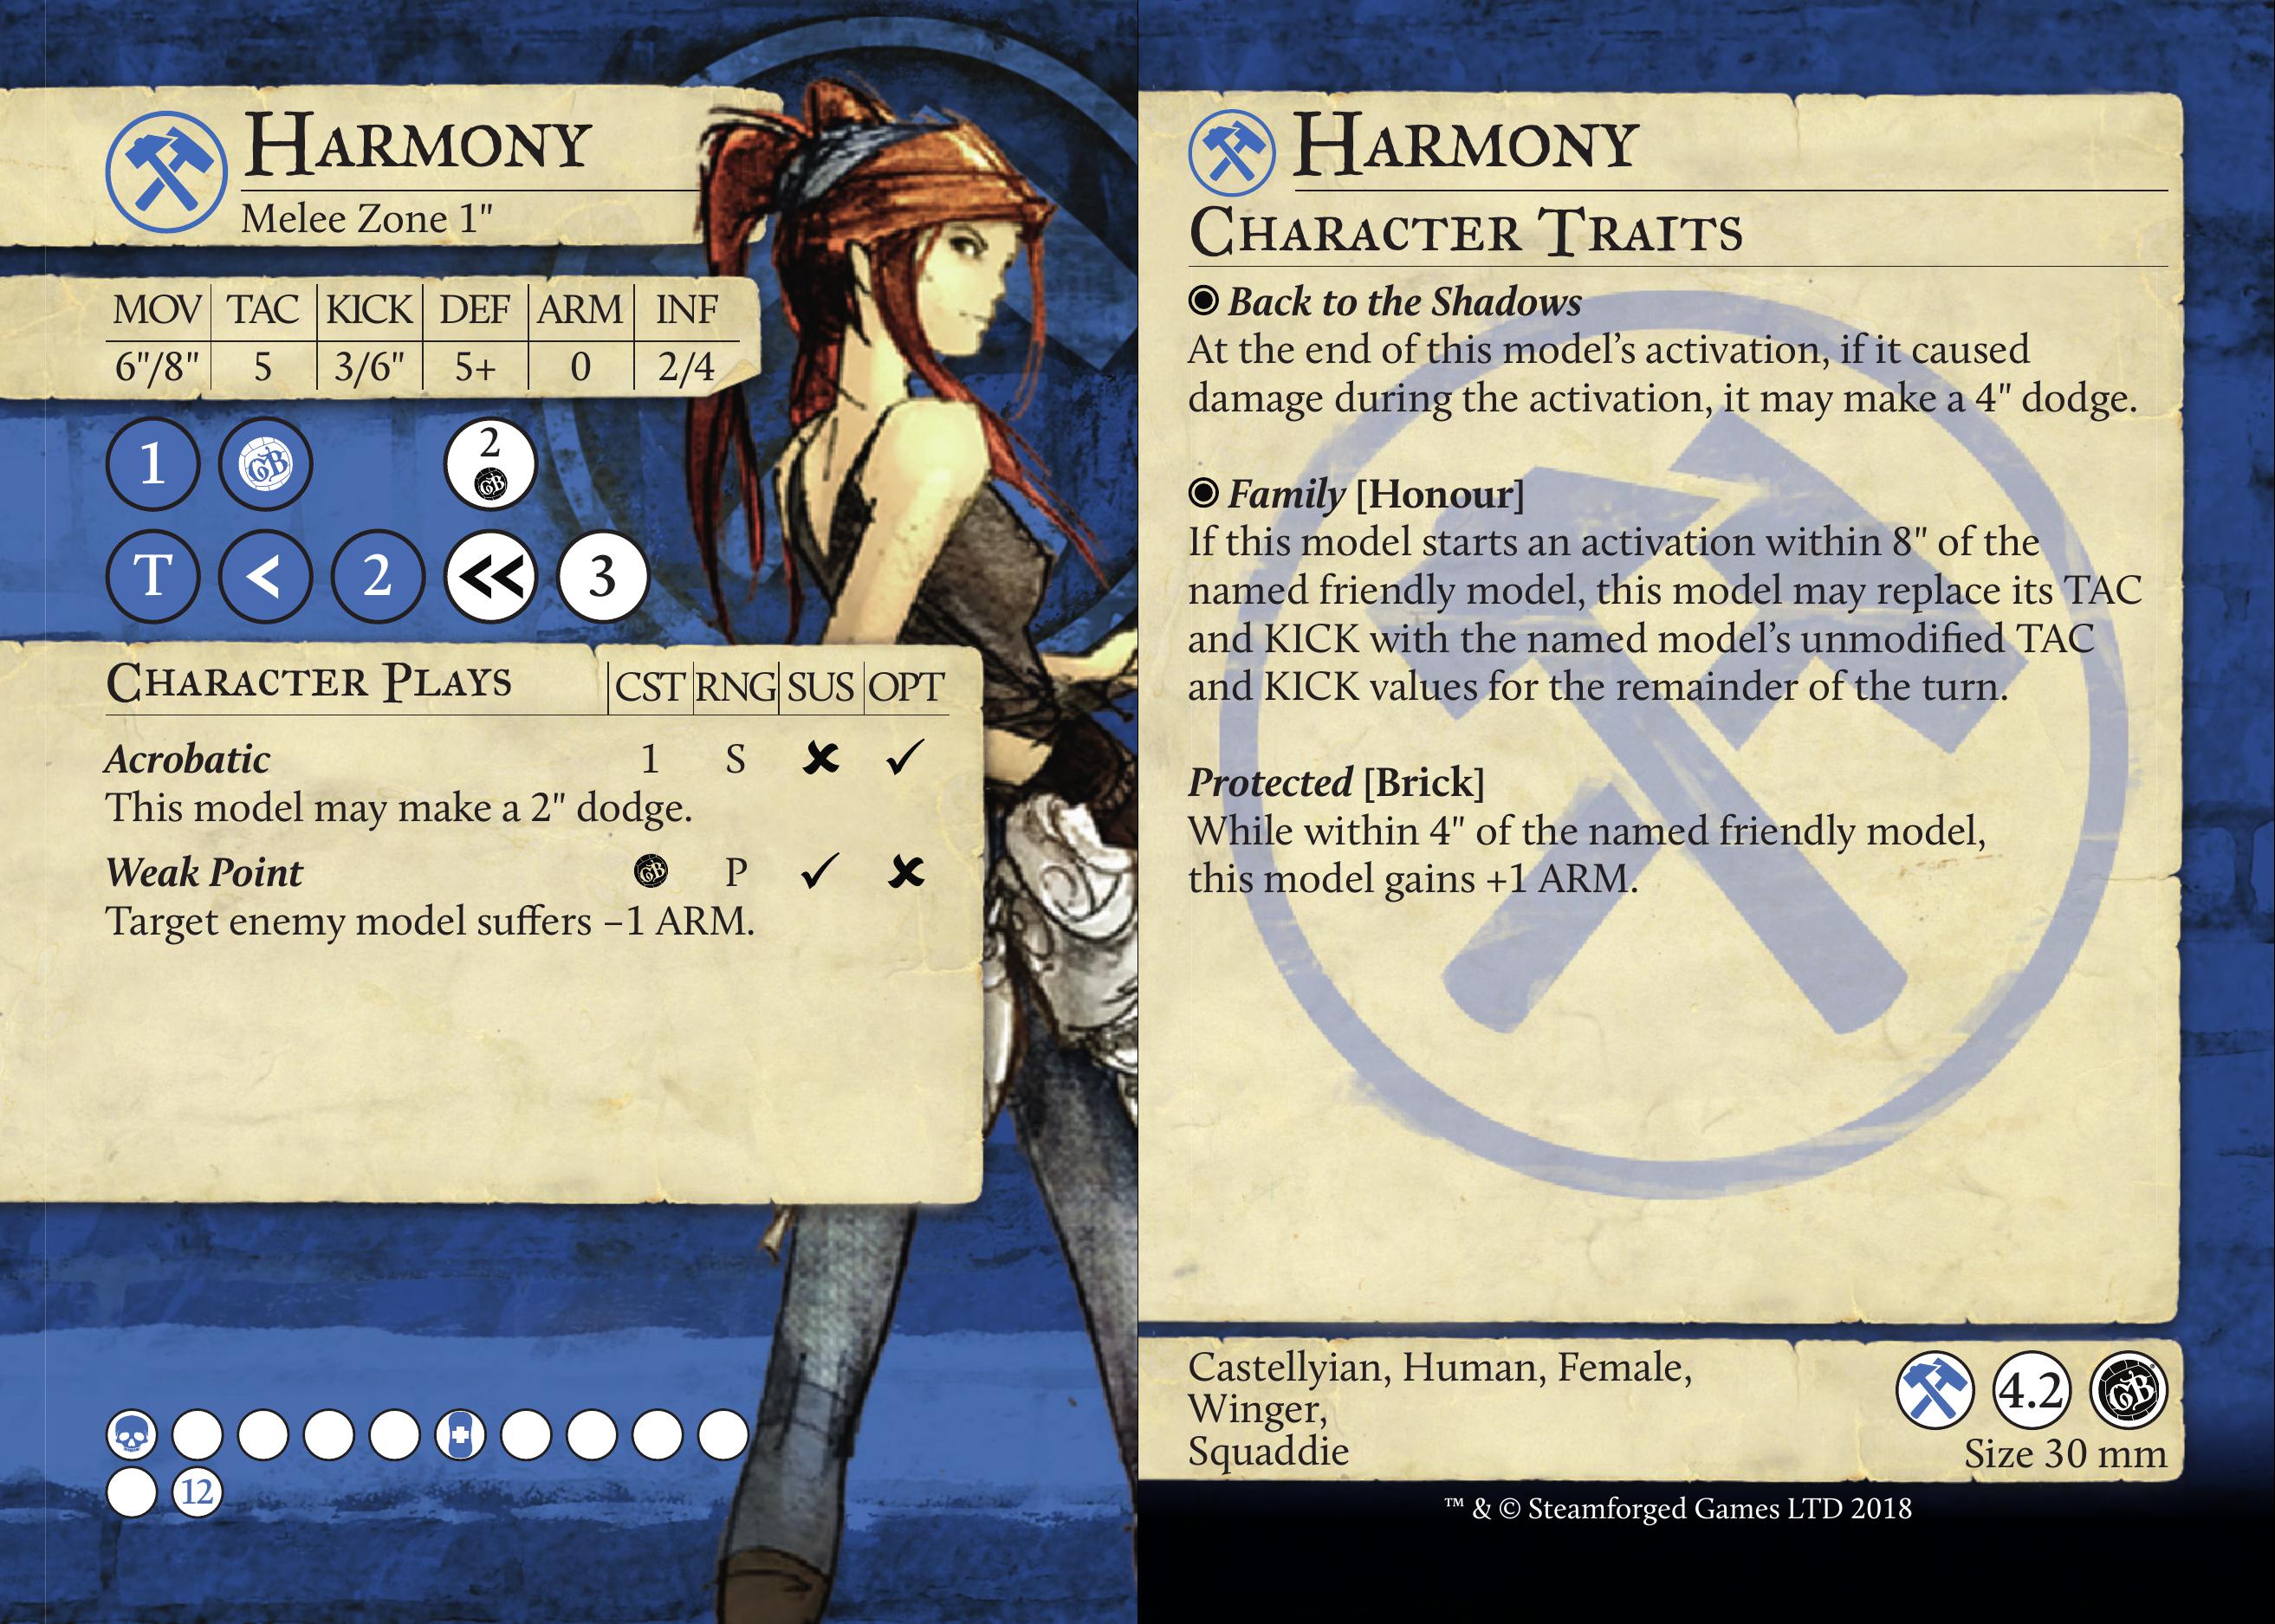 HARMONY
Melee Zone 1"
MOV TAC KICK DEF ARM INF
6"/8" 5 3/6" 5+ 0 2/4
1 GB 2 GB
T < 2 << 3
CHARACTER PLAYS CST RNG SUS OPT
Acrobatic 1 S ✘ ✓
This model may make a 2" dodge.
Weak Point GB P ✓ ✘
Target enemy model suffers −1 ARM.
12
HARMONY
CHARACTER TRAITS
Back to the Shadows
At the end of this model's activation, if it caused
damage during the activation, it may make a 4" dodge.
Family [Honour]
If this model starts an activation within 8" of the
named friendly model, this model may replace its TAC
and KICK with the named model's unmodified TAC
and KICK values for the remainder of the turn.
Protected [Brick]
While within 4" of the named friendly model,
this model gains +1 ARM.
Castellyian, Human, Female,
Winger,
Squaddie
4.2 GB
Size 30 mm
™ & © Steamforged Games LTD 2018